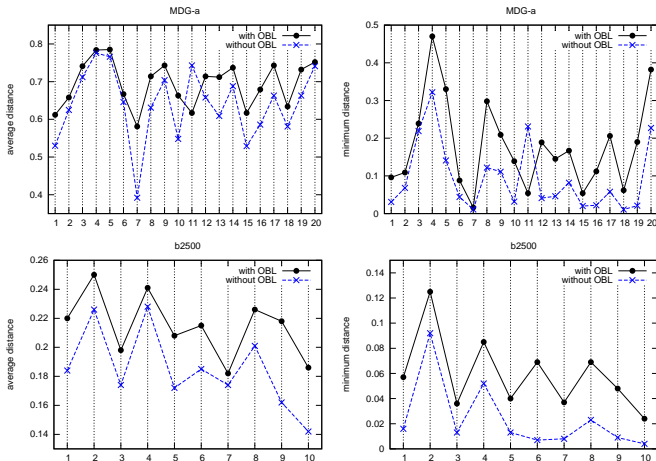 MDG-a
with OBL
without OBL
0.8
0.7
0.6
0.5
0.4
average distance
1 2 3 4 5 6 7 8 9 10 11 12 13 14 15 16 17 18 19 20
MDG-a
with OBL
without OBL
0.5
0.4
0.3
0.2
0.1
0
minimum distance
1 2 3 4 5 6 7 8 9 10 11 12 13 14 15 16 17 18 19 20
b2500
with OBL
without OBL
0.26
0.24
0.22
0.2
0.18
0.16
0.14
average distance
1 2 3 4 5 6 7 8 9 10
b2500
with OBL
without OBL
0.14
0.12
0.1
0.08
0.06
0.04
0.02
0
minimum distance
1 2 3 4 5 6 7 8 9 10